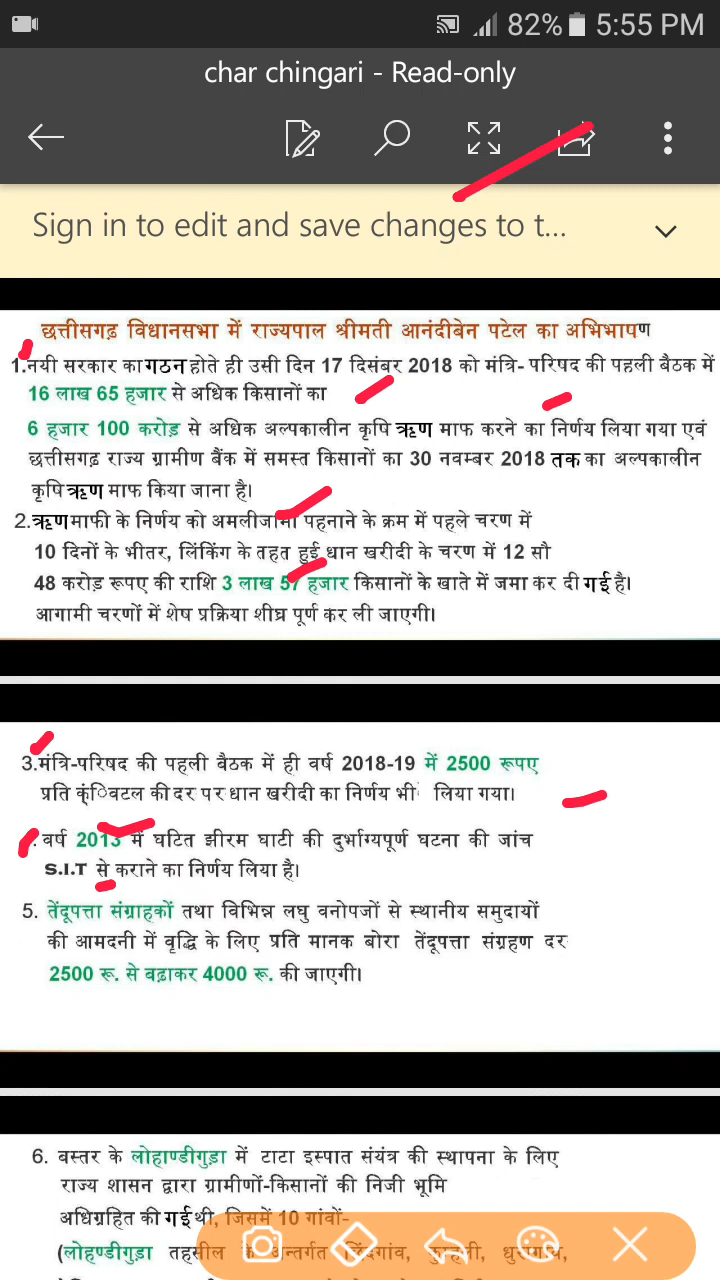 82% 5:55 PM
char chingari - Read-only
Sign in to edit and save changes to t...
छत्तीसगढ़ विधानसभा में राज्यपाल श्रीमती आनंदीबेन पटेल का अभिभाषण
1.नयी सरकार का गठन होते ही उसी दिन 17 दिसंबर 2018 को मंत्रि- परिषद की पहली बैठक में
16 लाख 65 हजार से अधिक किसानों का
6 हजार 100 करोड़ से अधिक अल्पकालीन कृषि ऋण माफ करने का निर्णय लिया गया एवं
छत्तीसगढ़ राज्य ग्रामीण बैंक में समस्त किसानों का 30 नवम्बर 2018 तक का अल्पकालीन
कृषि ऋण माफ किया जाना है।
2.ऋणमाफी के निर्णय को अमलीजामा पहनाने के क्रम में पहले चरण में
10 दिनों के भीतर, लिंकिंग के तहत हुई धान खरीदी के चरण में 12 सौ
48 करोड़ रूपए की राशि 3 लाख 57 हजार किसानों के खाते में जमा कर दी गई है।
आगामी चरणों में शेष प्रक्रिया शीघ्र पूर्ण कर ली जाएगी।
3.मंत्रि-परिषद की पहली बैठक में ही वर्ष 2018-19 में 2500 रूपए
प्रति कृंिवटल की दर पर धान खरीदी का निर्णय भी लिया गया।
. वर्ष 2013 में घटित झीरम घाटी की दुर्भाग्यपूर्ण घटना की जांच
S.I.T से कराने का निर्णय लिया है।
5. तेंदूपत्ता संग्राहकों तथा विभिन्न लघु वनोपजों से स्थानीय समुदायों
की आमदनी में वृद्धि के लिए प्रति मानक बोरा तेंदूपत्ता संग्रहण दर
2500 रू. से बढ़ाकर 4000 रू. की जाएगी।
6. बस्तर के लोहाण्डीगुड़ा में टाटा इस्पात संयंत्र की स्थापना के लिए
राज्य शासन द्वारा ग्रामीणों-किसानों की निजी भूमि
अधिग्रहित की गई थी, जिसमें 10 गांवों-
(लोहण्डीगुड़ा तहसील के अन्तर्गत